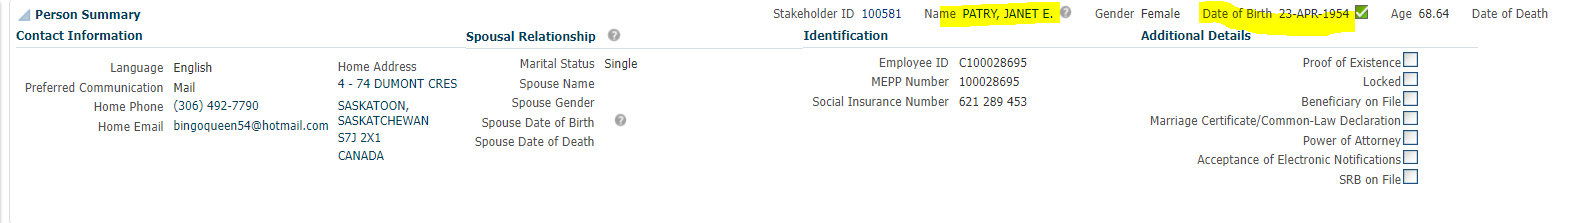 Person Summary
Stakeholder ID 100581 Name PATRY, JANET E. Gender Female Date of Birth 23-APR-1954 Age 68.64 Date of Death
Contact Information
Language English
Preferred Communication Mail
Home Phone (306) 492-7790
Home Email bingoqueen54@hotmail.com
Home Address
4 - 74 DUMONT CRES
SASKATOON,
SASKATCHEWAN
S7J 2X1
CANADA
Spousal Relationship
Marital Status Single
Spouse Name
Spouse Gender
Spouse Date of Birth
Spouse Date of Death
Identification
Employee ID C100028695
MEPP Number 100028695
Social Insurance Number 621 289 453
Additional Details
Proof of Existence
Locked
Beneficiary on File
Marriage Certificate/Common-Law Declaration
Power of Attorney
Acceptance of Electronic Notifications
SRB on File